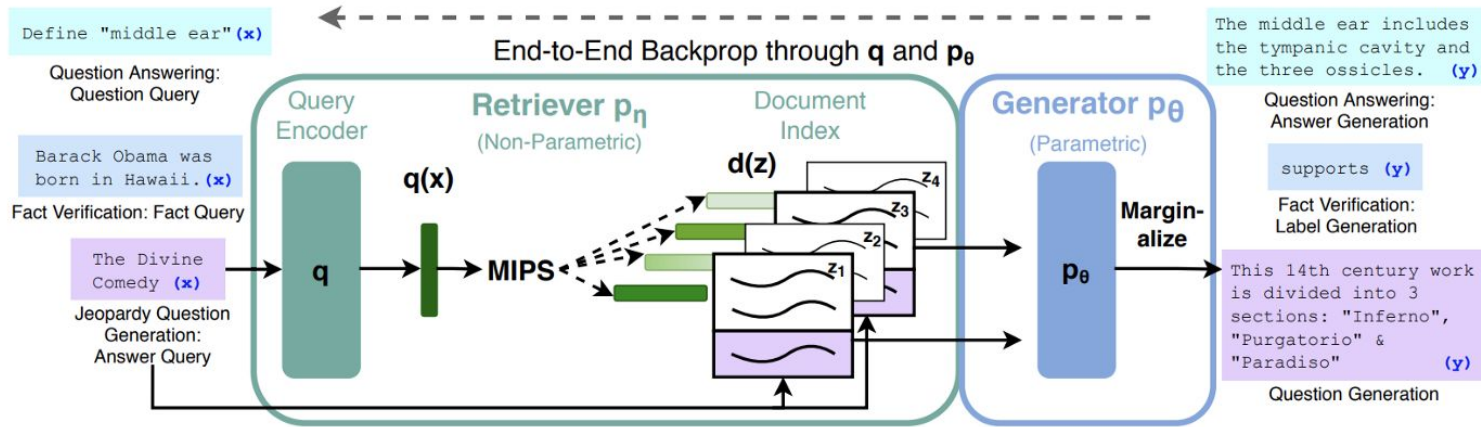 Define "middle ear" (x)
Question Answering:
Question Query
Barack Obama was
born in Hawaii. (x)
Fact Verification: Fact Query
The Divine
Comedy (x)
Jeopardy Question
Generation:
Answer Query
End-to-End Backprop through q and pθ
Query
Encoder
q
q(x)
Retriever pη
(Non-Parametric)
MIPS
Document
Index
d(z)
z4
z3
z2
z1
Generator pθ
(Parametric)
pθ
Margin-
alize
The middle ear includes
the tympanic cavity and
the three ossicles. (y)
Question Answering:
Answer Generation
supports (y)
Fact Verification:
Label Generation
This 14th century work
is divided into 3
sections: "Inferno",
"Purgatorio" &
"Paradiso" (y)
Question Generation